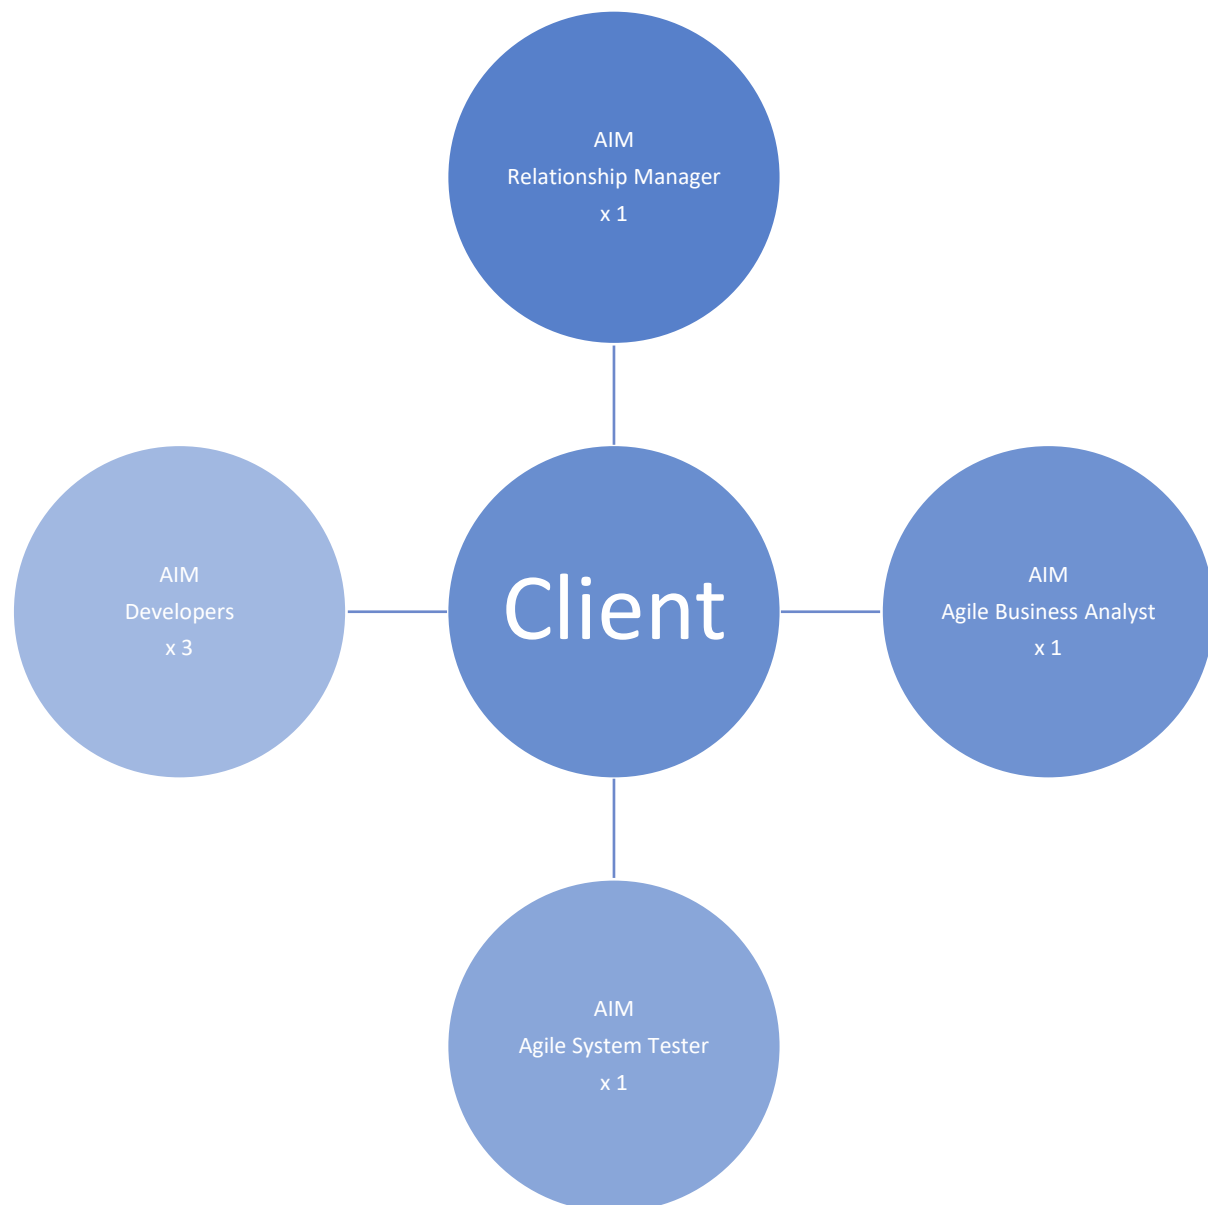 AIM
Relationship Manager
x 1
AIM
Developers
x 3
Client
AIM
Agile Business Analyst
x 1
AIM
Agile System Tester
x 1